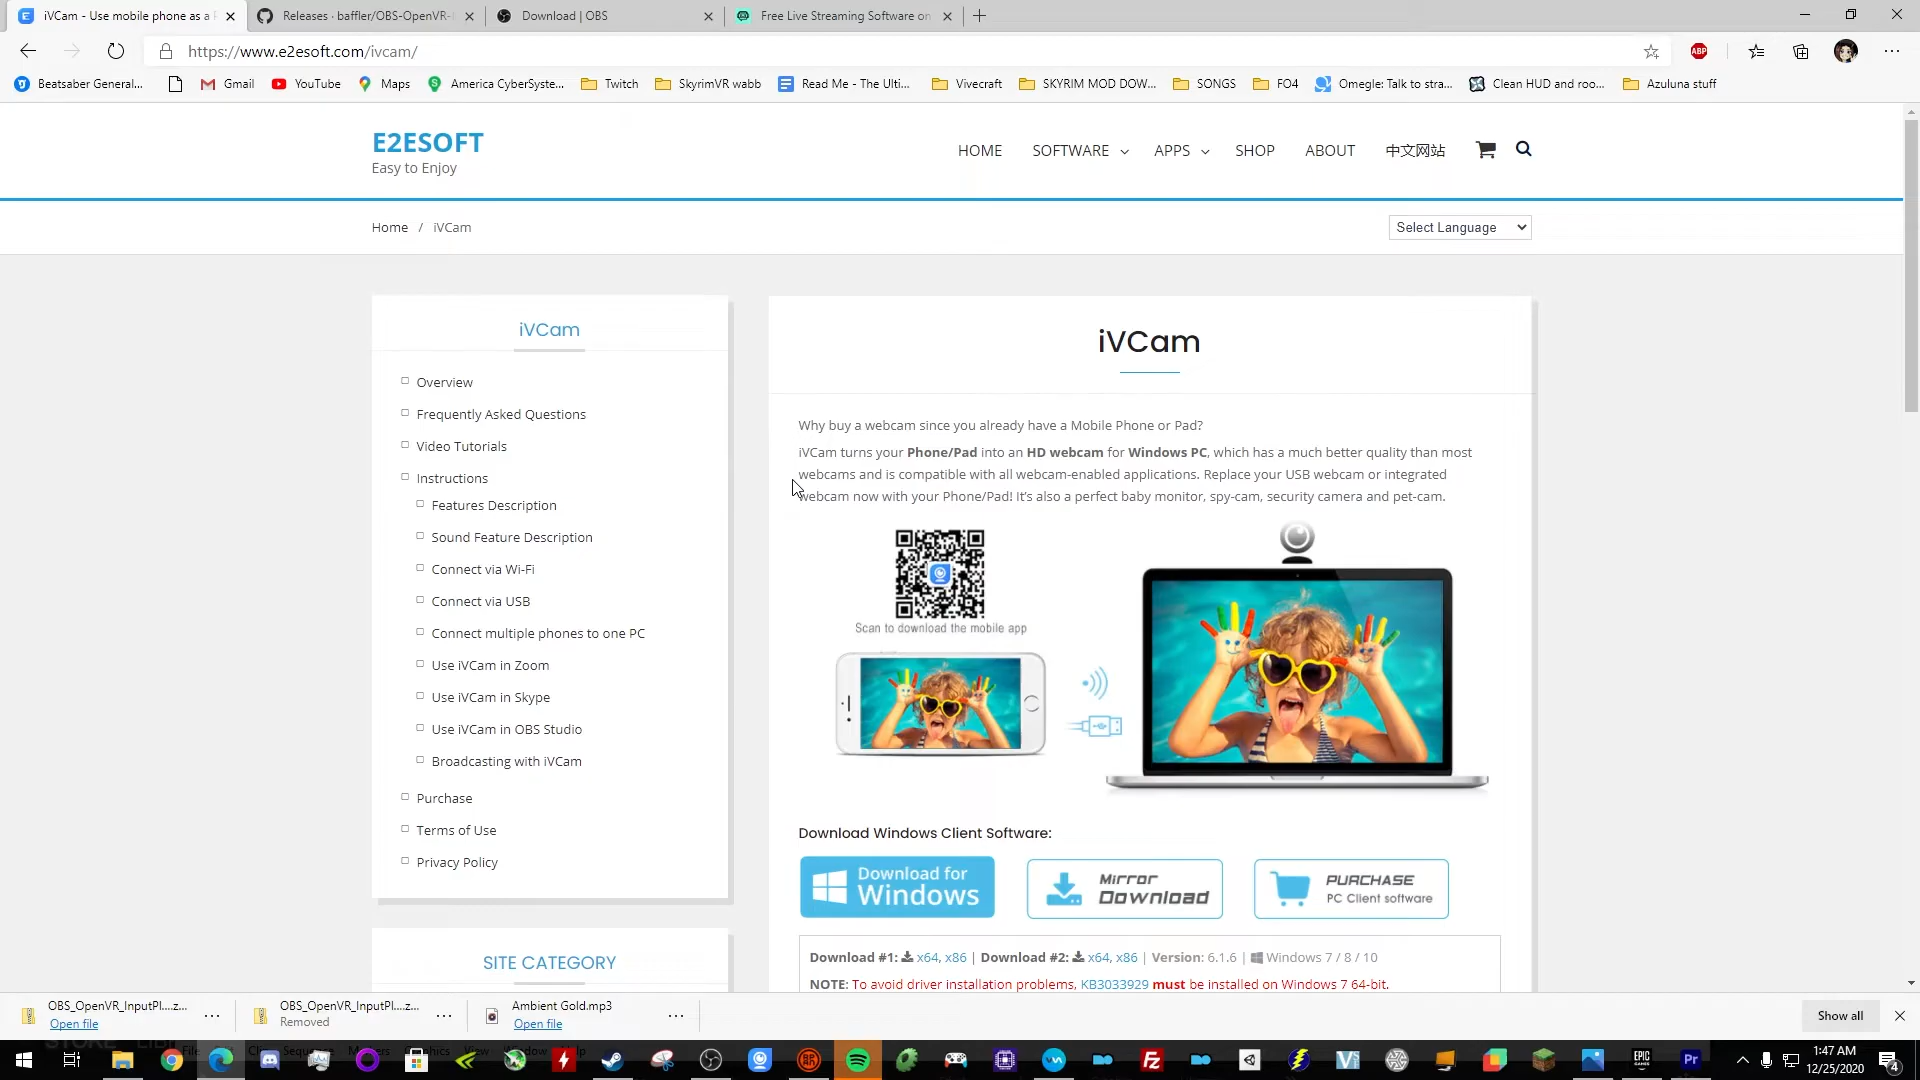 iVCam - Use mobile phone as a
Releases · baffler/OBS-OpenVR-
Download | OBS
Free Live Streaming Software on
https://www.e2esoft.com/ivcam/
ABP
Beatsaber General...
Gmail
YouTube
Maps
America CyberSyste...
Twitch
SkyrimVR wabb
Read Me - The Ulti...
Vivecraft
SKYRIM MOD DOW...
SONGS
FO4
Omegle: Talk to stra...
Clean HUD and roo...
Azuluna stuff
E2ESOFT
Easy to Enjoy
HOME
SOFTWARE
APPS
SHOP
ABOUT
中文网站
Home / iVCam
Select Language
iVCam
Overview
Frequently Asked Questions
Video Tutorials
Instructions
Features Description
Sound Feature Description
Connect via Wi-Fi
Connect via USB
Connect multiple phones to one PC
Use iVCam in Zoom
Use iVCam in Skype
Use iVCam in OBS Studio
Broadcasting with iVCam
Purchase
Terms of Use
Privacy Policy
SITE CATEGORY
iVCam
Why buy a webcam since you already have a Mobile Phone or Pad?
iVCam turns your Phone/Pad into an HD webcam for Windows PC, which has a much better quality than most
webcams and is compatible with all webcam-enabled applications. Replace your USB webcam or integrated
webcam now with your Phone/Pad! It's also a perfect baby monitor, spy-cam, security camera and pet-cam.
Scan to download the mobile app
Download Windows Client Software:
Download for
Windows
Mirror
Download
PURCHASE
PC Client software
Download #1: x64, x86 | Download #2: x64, x86 | Version: 6.1.6 | Windows 7 / 8 / 10
NOTE: To avoid driver installation problems, KB3033929 must be installed on Windows 7 64-bit.
OBS_OpenVR_InputPl....z...
Open file
OBS_OpenVR_InputPl....z...
Removed
Ambient Gold.mp3
Open file
Show all
STORE
1:47 AM
12/25/2020
4